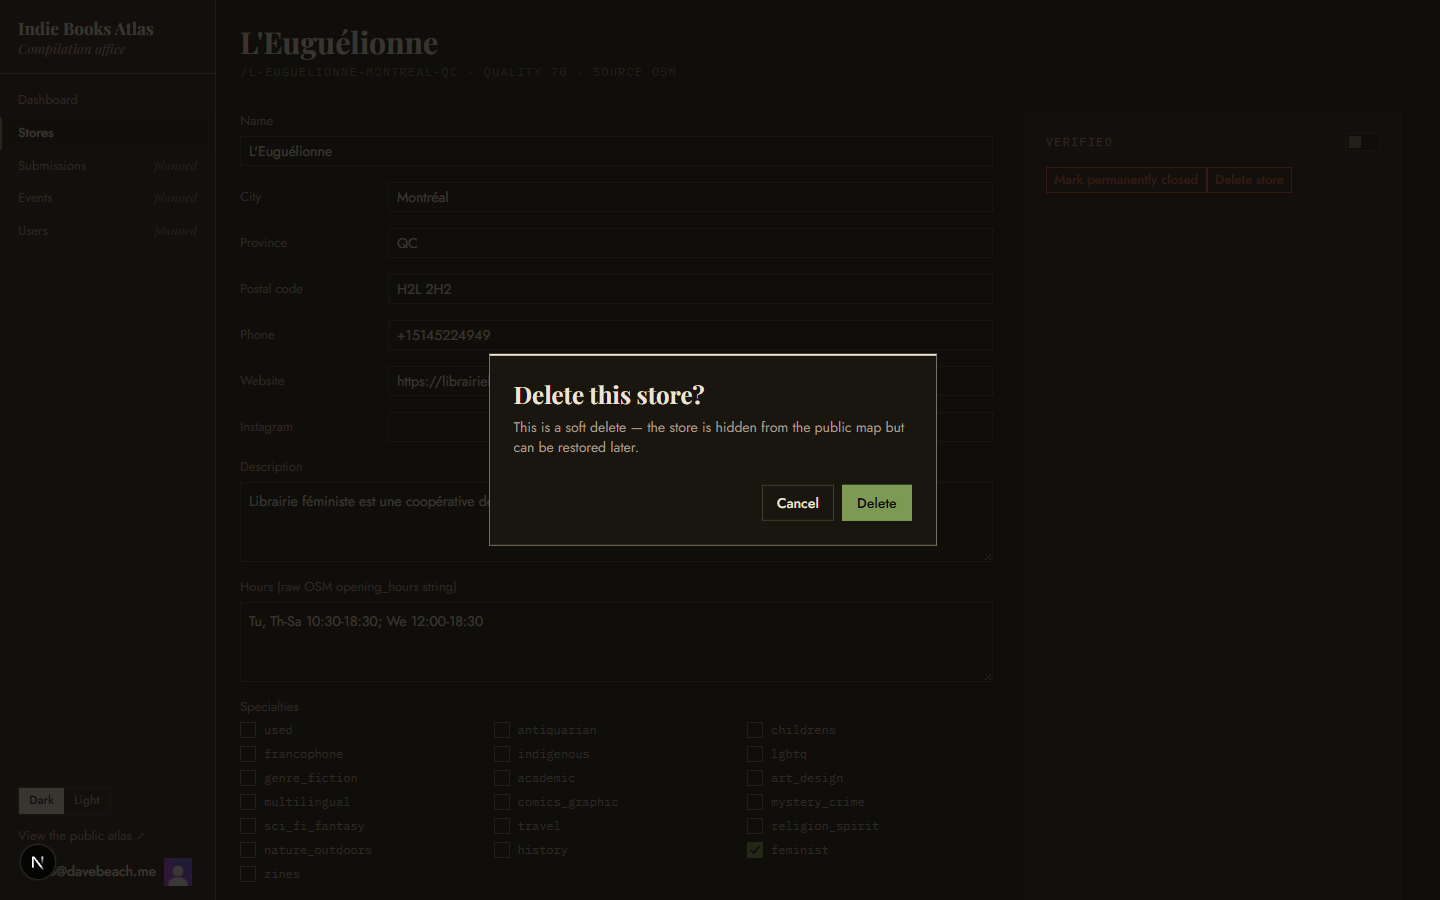 Indie Books Atlas
Compilation office
Dashboard
Stores
Submissions planned
Events planned
Users planned
Dark Light
View the public atlas ↗
@davebeach.me
L'Euguélionne
/L-EUGUELIONNE-MONTREAL-QC · QUALITY 70 · SOURCE OSM
Name
L'Euguélionne
City Montréal
Province QC
Postal code H2L 2H2
Phone +15145224949
Website https://librairiel
Instagram
Description
Librairie féministe est une coopérative de
Hours (raw OSM opening_hours string)
Tu, Th-Sa 10:30-18:30; We 12:00-18:30
Specialties
used antiquarian childrens
francophone indigenous lgbtq
genre_fiction academic art_design
multilingual comics_graphic mystery_crime
sci_fi_fantasy travel religion_spirit
nature_outdoors history feminist
zines
VERIFIED
Mark permanently closed Delete store
Delete this store?
This is a soft delete — the store is hidden from the public map but
can be restored later.
Cancel Delete
N